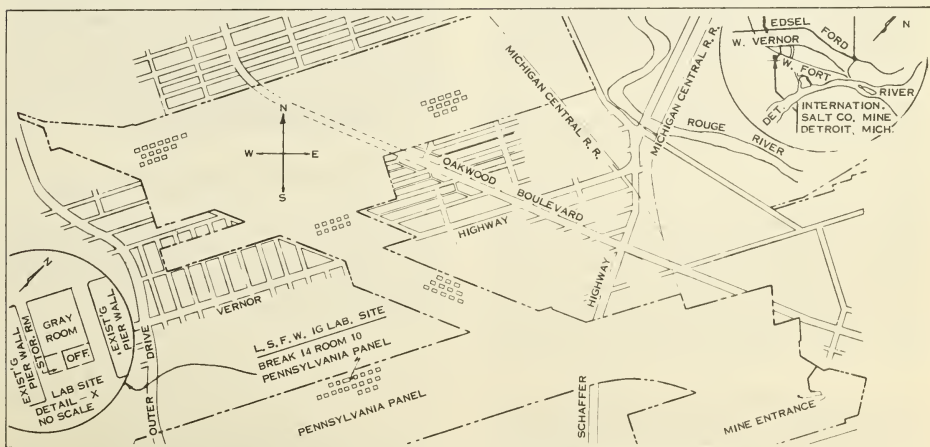 MICHIGAN CENTRAL R. R.
MICHIGAN CENTRAL R. R.
EDSEL FORD
W. VERNOR
W. FORT
RIVER
DET.
N
INTERNATION.
SALT CO. MINE
DETROIT, MICH.
ROUGE
RIVER
N
W E
S
OAKWOOD BOULEVARD
HIGHWAY
HIGHWAY
VERNOR
L. S. F. W. IG LAB. SITE
BREAK 14 ROOM 10
PENNSYLVANIA PANEL
PENNSYLVANIA PANEL
OUTER DRIVE
N
EXIST'G
PIER WALL
STOR. RM.
GRAY
ROOM
OFF.
EXIST'G
PIER WALL
LAB SITE
DETAIL - X
NO SCALE
SCHAFFER
MINE ENTRANCE